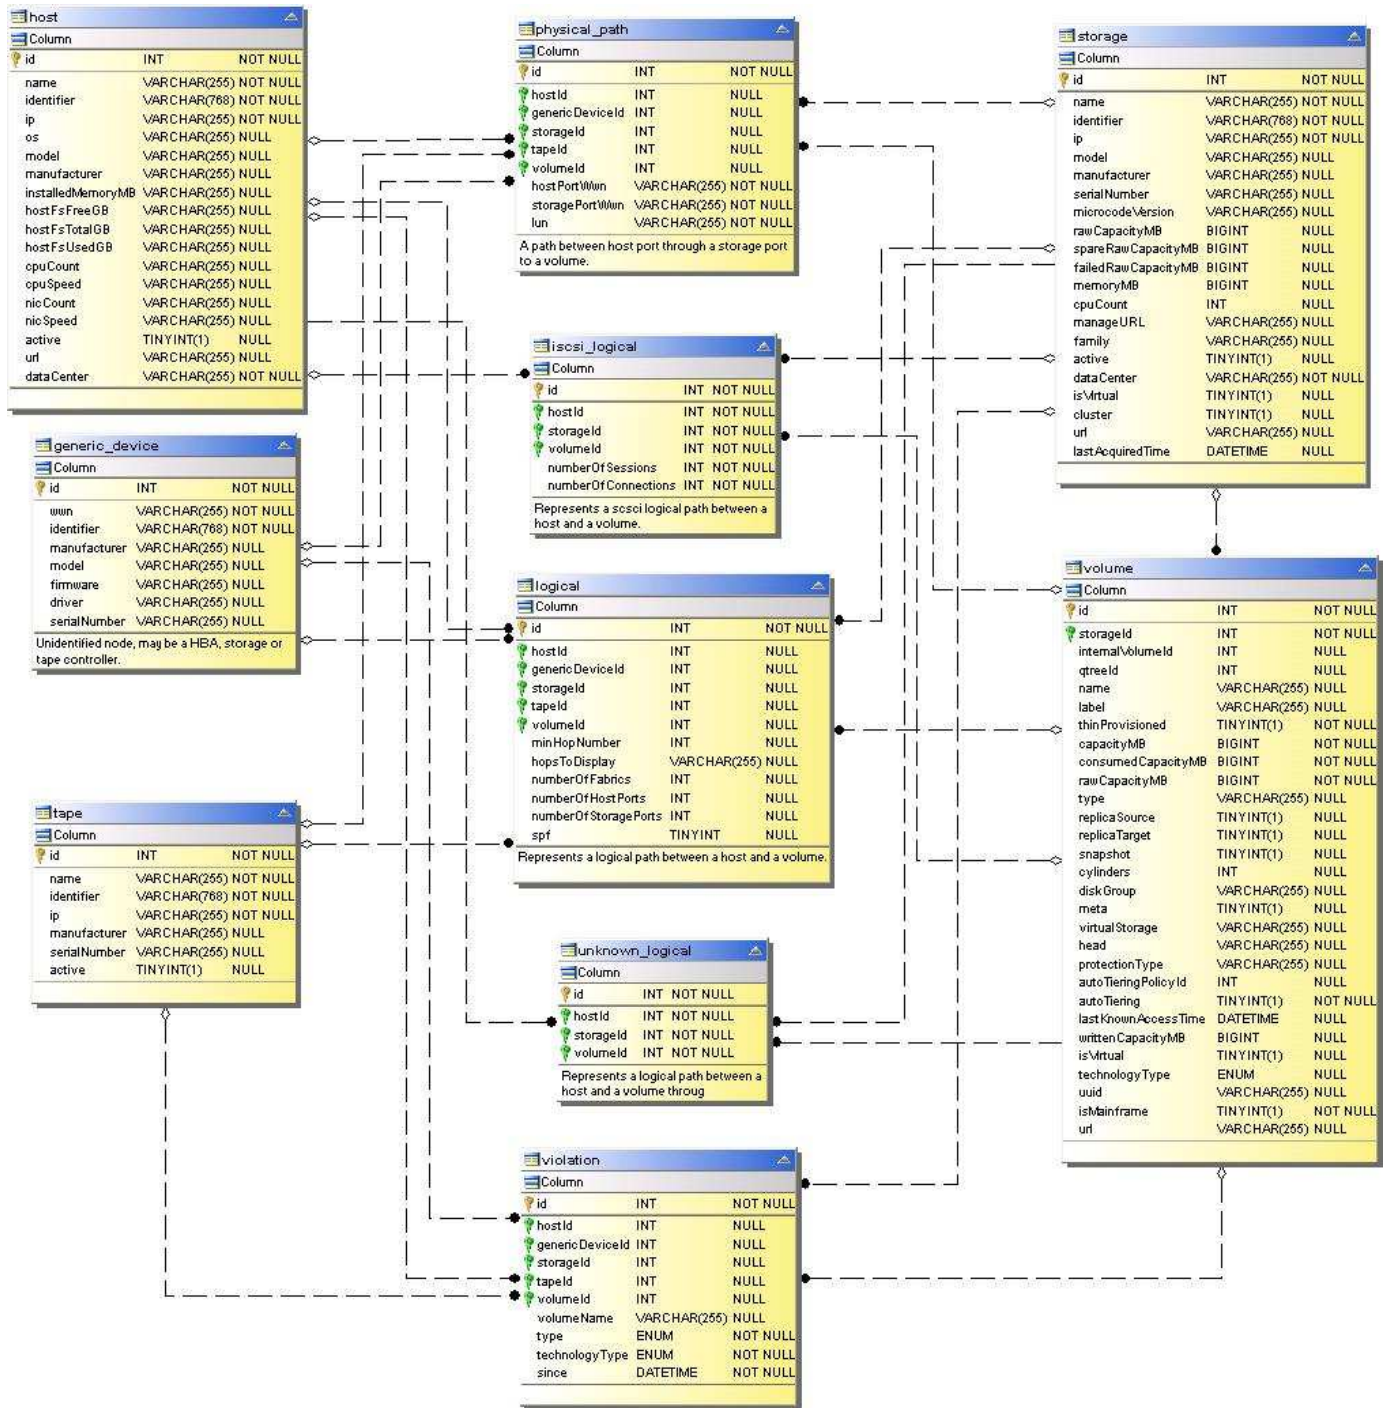 host
Column
id INT NOT NULL
name VARCHAR(255) NOT NULL
identifier VARCHAR(768) NOT NULL
ip VARCHAR(255) NOT NULL
os VARCHAR(255) NULL
model VARCHAR(255) NULL
manufacturer VARCHAR(255) NULL
installedMemoryMB VARCHAR(255) NULL
hostFsFreeGB VARCHAR(255) NULL
hostFsTotalGB VARCHAR(255) NULL
hostFsUsedGB VARCHAR(255) NULL
cpuCount VARCHAR(255) NULL
cpuSpeed VARCHAR(255) NULL
nicCount VARCHAR(255) NULL
nicSpeed VARCHAR(255) NULL
active TINYINT(1) NULL
url VARCHAR(255) NULL
dataCenter VARCHAR(255) NOT NULL
generic_device
Column
id INT NOT NULL
wwn VARCHAR(255) NOT NULL
identifier VARCHAR(768) NOT NULL
manufacturer VARCHAR(255) NULL
model VARCHAR(255) NULL
firmware VARCHAR(255) NULL
driver VARCHAR(255) NULL
serialNumber VARCHAR(255) NULL
Unidentified node, may be a HBA, storage or
tape controller.
tape
Column
id INT NOT NULL
name VARCHAR(255) NOT NULL
identifier VARCHAR(768) NOT NULL
ip VARCHAR(255) NOT NULL
manufacturer VARCHAR(255) NULL
serialNumber VARCHAR(255) NULL
active TINYINT(1) NULL
physical_path
Column
id INT NOT NULL
hostId INT NULL
genericDeviceId INT NULL
storageId INT NULL
tapeId INT NULL
volumeId INT NULL
hostPortWwn VARCHAR(255) NOT NULL
storagePortWwn VARCHAR(255) NOT NULL
lun VARCHAR(255) NOT NULL
A path between host port through a storage port
to a volume.
iscsi_logical
Column
id INT NOT NULL
hostId INT NOT NULL
storageId INT NOT NULL
volumeId INT NOT NULL
numberOfSessions INT NOT NULL
numberOfConnections INT NOT NULL
Represents a scsci logical path between a
host and a volume.
logical
Column
id INT NOT NULL
hostId INT NULL
genericDeviceId INT NULL
storageId INT NULL
tapeId INT NULL
volumeId INT NULL
minHopNumber INT NULL
hopsToDisplay VARCHAR(255) NULL
numberOfFabrics INT NULL
numberOfHostPorts INT NULL
numberOfStoragePorts INT NULL
spf TINYINT NULL
Represents a logical path between a host and a volume.
unknown_logical
Column
id INT NOT NULL
hostId INT NOT NULL
storageId INT NOT NULL
volumeId INT NOT NULL
Represents a logical path between a
host and a volume throug
violation
Column
id INT NOT NULL
hostId INT NULL
genericDeviceId INT NULL
storageId INT NULL
tapeId INT NULL
volumeId INT NULL
volumeName VARCHAR(255) NULL
type ENUM NOT NULL
technologyType ENUM NOT NULL
since DATETIME NOT NULL
storage
Column
id INT NOT NULL
name VARCHAR(255) NOT NULL
identifier VARCHAR(768) NOT NULL
ip VARCHAR(255) NOT NULL
model VARCHAR(255) NULL
manufacturer VARCHAR(255) NULL
serialNumber VARCHAR(255) NULL
microcodeVersion VARCHAR(255) NULL
rawCapacityMB BIGINT NULL
spareRawCapacityMB BIGINT NULL
failedRawCapacityMB BIGINT NULL
memoryMB BIGINT NULL
cpuCount INT NULL
manageURL VARCHAR(255) NULL
family VARCHAR(255) NULL
active TINYINT(1) NULL
dataCenter VARCHAR(255) NOT NULL
isVirtual TINYINT(1) NULL
cluster TINYINT(1) NULL
url VARCHAR(255) NULL
lastAcquiredTime DATETIME NULL
volume
Column
id INT NOT NULL
storageId INT NOT NULL
internalVolumeId INT NULL
qtreeId INT NULL
name VARCHAR(255) NULL
label VARCHAR(255) NULL
thinProvisioned TINYINT(1) NOT NULL
capacityMB BIGINT NOT NULL
consumedCapacityMB BIGINT NOT NULL
rawCapacityMB BIGINT NOT NULL
type VARCHAR(255) NULL
replicaSource TINYINT(1) NULL
replicaTarget TINYINT(1) NULL
snapshot TINYINT(1) NULL
cylinders INT NULL
diskGroup VARCHAR(255) NULL
meta TINYINT(1) NULL
virtualStorage VARCHAR(255) NULL
head VARCHAR(255) NULL
protectionType VARCHAR(255) NULL
autoTieringPolicyId INT NULL
autoTiering TINYINT(1) NOT NULL
lastKnownAccessTime DATETIME NULL
writtenCapacityMB BIGINT NULL
isVirtual TINYINT(1) NULL
technologyType ENUM NULL
uuid VARCHAR(255) NULL
isMainframe TINYINT(1) NOT NULL
url VARCHAR(255) NULL